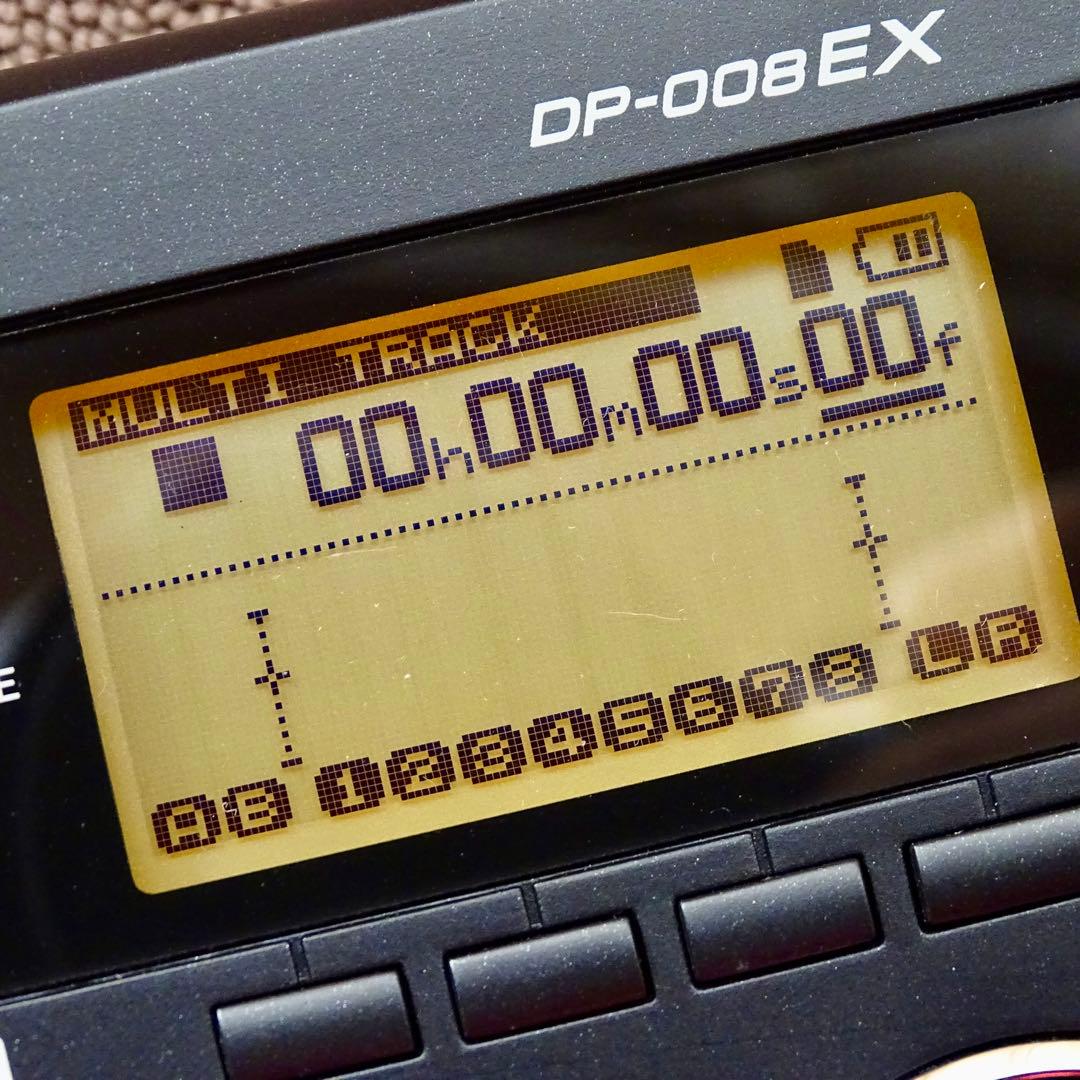 DP-008EX
MULTI TRACK
00h00m00s00f
E
A B 1 2 3 4 5 6 7 8 L R